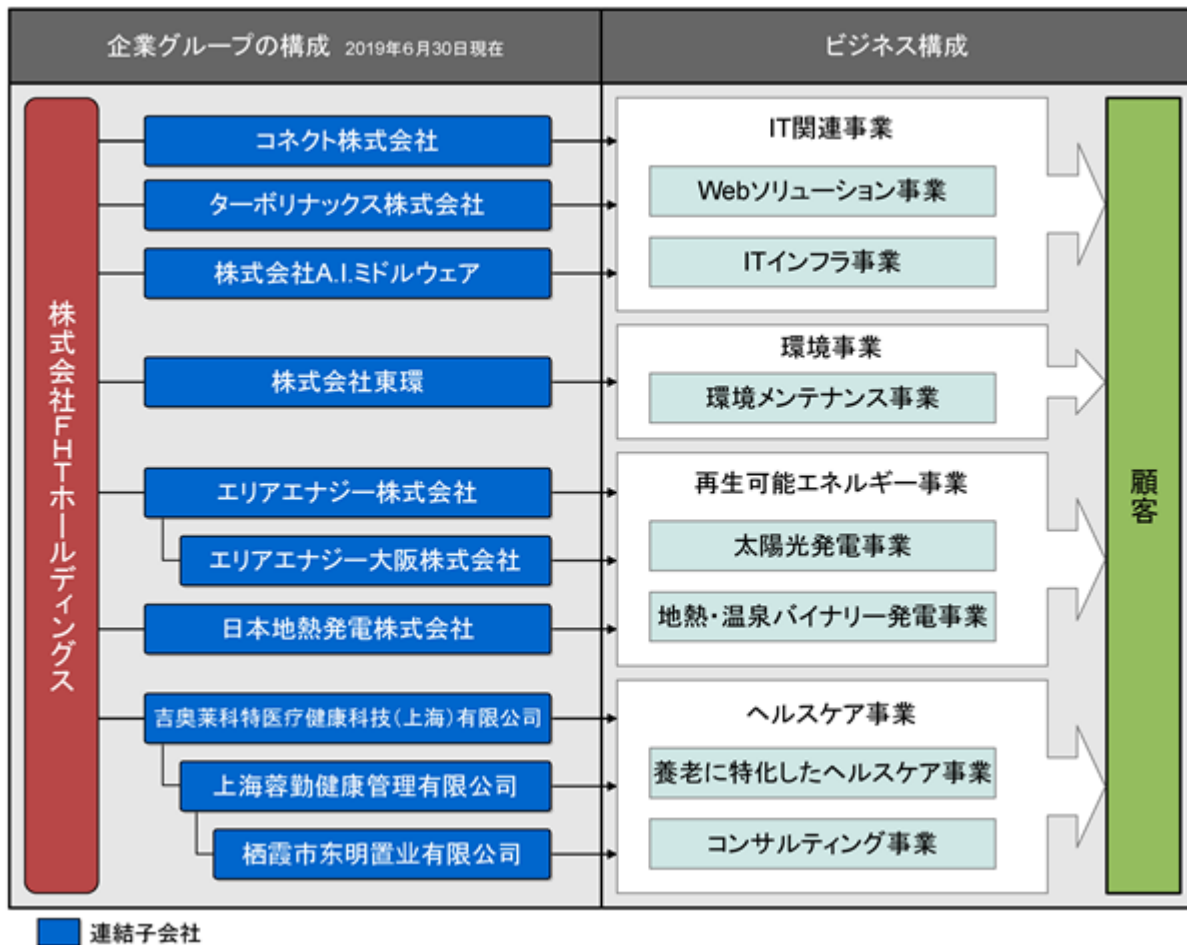 企業グループの構成 2019年6月30日現在
ビジネス構成
株式会社FHTホールディングス
コネクト株式会社
ターボリナックス株式会社
株式会社A.I.ミドルウェア
株式会社東環
エリアエナジー株式会社
エリアエナジー大阪株式会社
日本地熱発電株式会社
吉奥莱科特医疗健康科技(上海)有限公司
上海蓉勤健康管理有限公司
栖霞市东明置业有限公司
IT関連事業
Webソリューション事業
ITインフラ事業
環境事業
環境メンテナンス事業
再生可能エネルギー事業
太陽光発電事業
地熱・温泉バイナリー発電事業
ヘルスケア事業
養老に特化したヘルスケア事業
コンサルティング事業
顧客
連結子会社